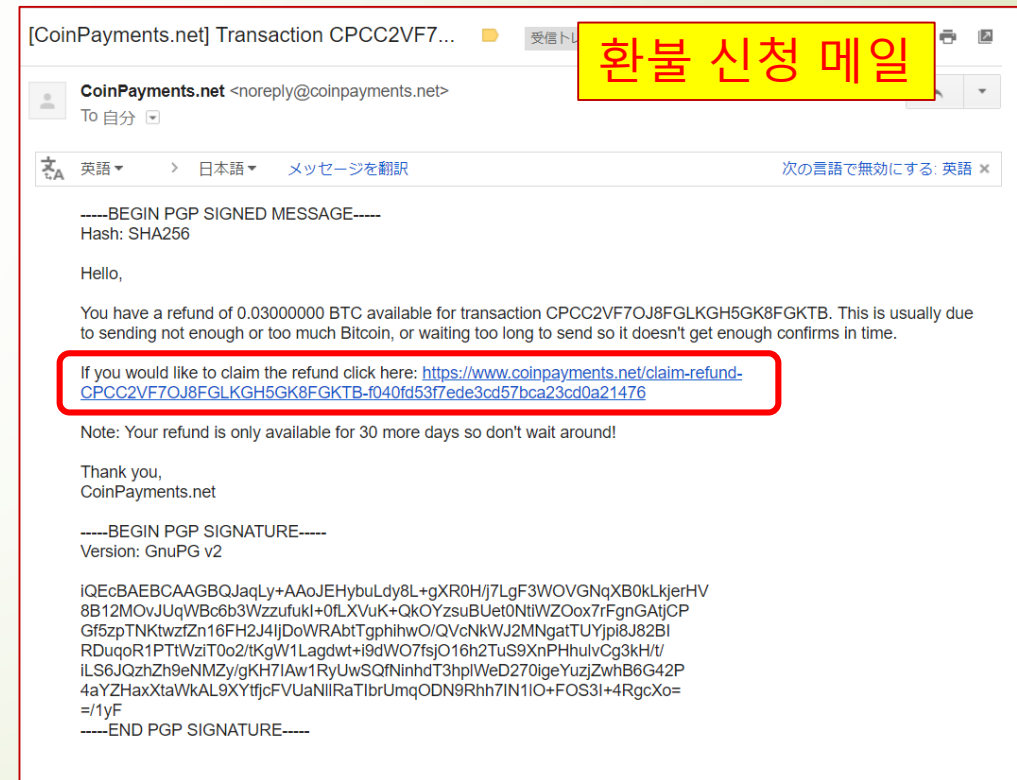 [CoinPayments.net] Transaction CPCC2VF7...
受信トレ
환불 신청 메일
CoinPayments.net <noreply@coinpayments.net>
To 自分
英語 > 日本語 メッセージを翻訳 次の言語で無効にする: 英語 ×
-----BEGIN PGP SIGNED MESSAGE-----
Hash: SHA256
Hello,
You have a refund of 0.03000000 BTC available for transaction CPCC2VF7OJ8FGLKGH5GK8FGKTB. This is usually due
to sending not enough or too much Bitcoin, or waiting too long to send so it doesn't get enough confirms in time.
If you would like to claim the refund click here: https://www.coinpayments.net/claim-refund-
CPCC2VF7OJ8FGLKGH5GK8FGKTB-f040fd53f7ede3cd57bca23cd0a21476
Note: Your refund is only available for 30 more days so don't wait around!
Thank you,
CoinPayments.net
-----BEGIN PGP SIGNATURE-----
Version: GnuPG v2
iQEcBAEBCAAGBQJaqLy+AAoJEHybuLdy8L+gXR0H/j7LgF3WOVGNqXB0kLkjerHV
8B12MOvJUqWBc6b3WzzufukI+0fLXVuK+QkOYzsuBUet0NtiWZOox7rFgnGAtjCP
Gf5zpTNKtwzfZn16FH2J4IjDoWRAbtTgphihwO/QVcNkWJ2MNgatTUYjpi8J82BI
RDuqoR1PTtWziT0o2/tKgW1Lagdwt+i9dWO7fsjO16h2TuS9XnPHhulvCg3kH/t/
iLS6JQzhZh9eNMZy/gKH7IAw1RyUwSQfNinhdT3hplWeD270igeYuzjZwhB6G42P
4aYZHaxXtaWkAL9XYtfjcFVUaNlIRaTIbrUmqODN9Rhh7IN1lO+FOS3I+4RgcXo=
=/1yF
-----END PGP SIGNATURE-----